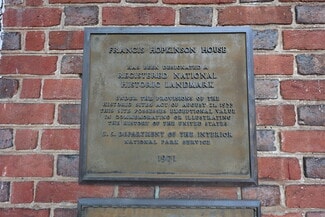 FRANCIS HOPKINSON HOUSE
HAS BEEN DESIGNATED A
REGISTERED NATIONAL
HISTORIC LANDMARK
UNDER THE PROVISIONS OF THE
HISTORIC SITES ACT OF AUGUST 21, 1935
THIS SITE POSSESSES EXCEPTIONAL VALUE
IN COMMEMORATING OR ILLUSTRATING
THE HISTORY OF THE UNITED STATES
U. S. DEPARTMENT OF THE INTERIOR
NATIONAL PARK SERVICE
1971